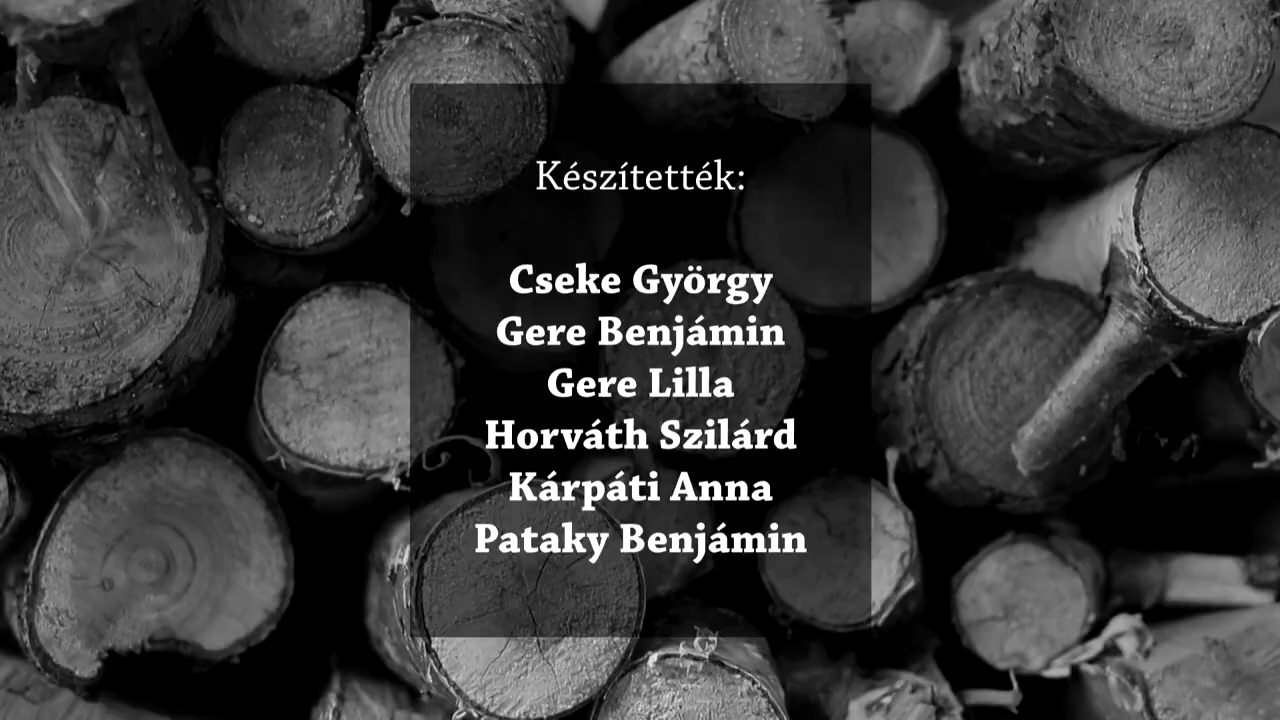 Készítették:
Cseke György
Gere Benjámin
Gere Lilla
Horváth Szilárd
Kárpáti Anna
Pataky Benjámin